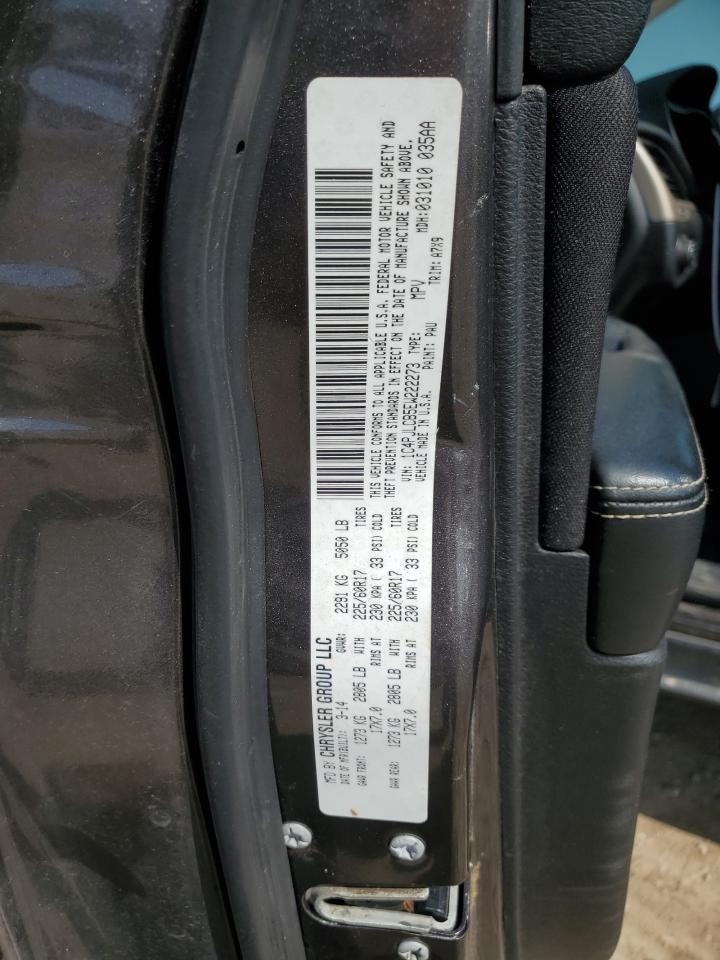 MFD BY CHRYSLER GROUP LLC
DATE OF MFR(BUILT): 3-14 GVWR: 2291 KG 5050 LB
GAWR FRONT: 1273 KG 2805 LB WITH 225/60R17 TIRES
17X7.0 RIMS AT 230 KPA ( 33 PSI) COLD
GAWR REAR: 1273 KG 2805 LB WITH 225/60R17 TIRES
17X7.0 RIMS AT 230 KPA ( 33 PSI) COLD
THIS VEHICLE CONFORMS TO ALL APPLICABLE U.S.A. FEDERAL MOTOR VEHICLE SAFETY AND
THEFT PREVENTION STANDARDS IN EFFECT ON THE DATE OF MANUFACTURE SHOWN ABOVE.
VIN: 1C4PJLCB5EW222273 TYPE: MPV MDH:031010 035AA
VEHICLE MADE IN U.S.A. PAINT: PAU TRIM: A7X9